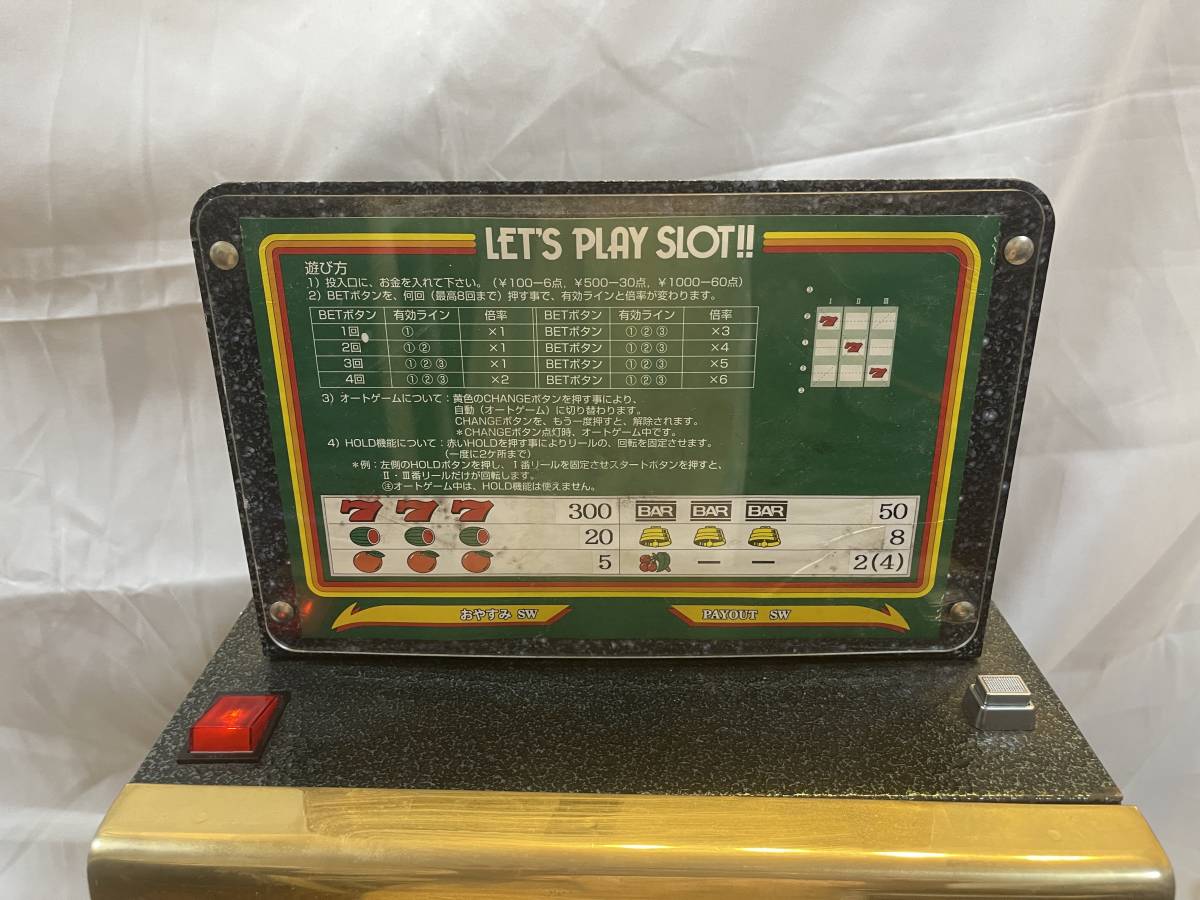 LET'S PLAY SLOT!!
遊び方
1) 投入口に、お金を入れて下さい。(￥100ー6点, ￥500ー30点, ￥1000ー60点)
2) BETボタンを、何回 (最高8回まで) 押す事で、有効ラインと倍率が変わります。
BETボタン 有効ライン 倍率 BETボタン 有効ライン 倍率
1回 ① ×1 BETボタン ①②③ ×3
2回 ①② ×1 BETボタン ①②③ ×4
3回 ①②③ ×1 BETボタン ①②③ ×5
4回 ①②③ ×2 BETボタン ①②③ ×6
I II III
3) オートゲームについて：黄色のCHANGEボタンを押す事により、
自動 (オートゲーム) に切り替わります。
CHANGEボタンを、もう一度押すと、解除されます。
＊CHANGEボタン点灯時、オートゲーム中です。
4) HOLD機能について：赤いHOLDを押す事によりリールの、回転を固定させます。
(一度に2ケ所まで)
＊例：左側のHOLDボタンを押し、1番リールを固定させスタートボタンを押すと、
II・III番リールだけが回転します。
㊟オートゲーム中は、HOLD機能は使えません。
7 7 7 300 BAR BAR BAR 50
20 8
5 — — 2(4)
おやすみ SW PAYOUT SW